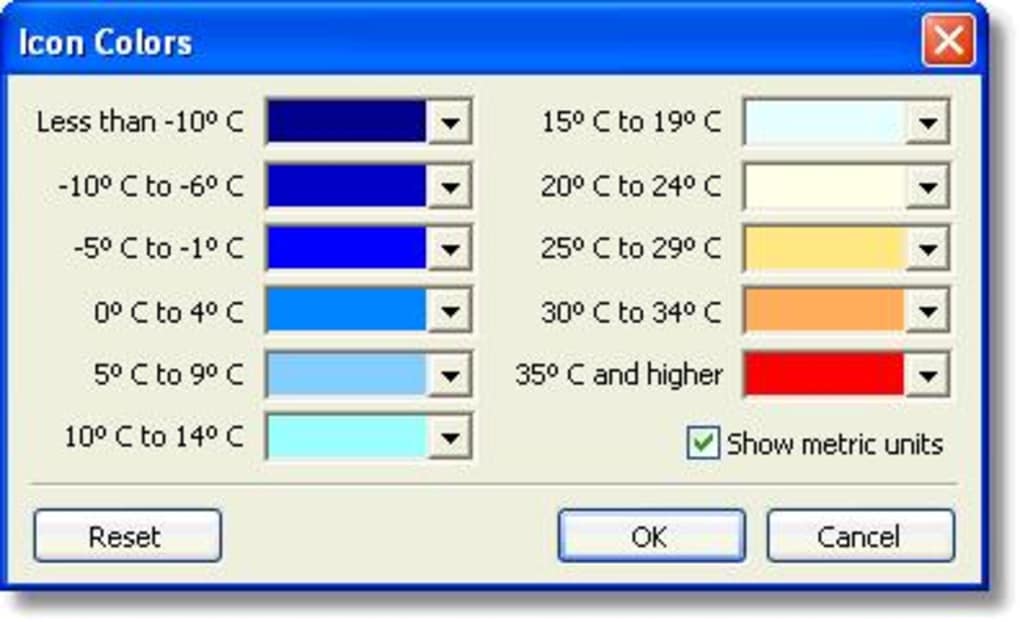 Icon Colors
Less than -10º C
-10º C to -6º C
-5º C to -1º C
0º C to 4º C
5º C to 9º C
10º C to 14º C
15º C to 19º C
20º C to 24º C
25º C to 29º C
30º C to 34º C
35º C and higher
Show metric units
Reset
OK
Cancel